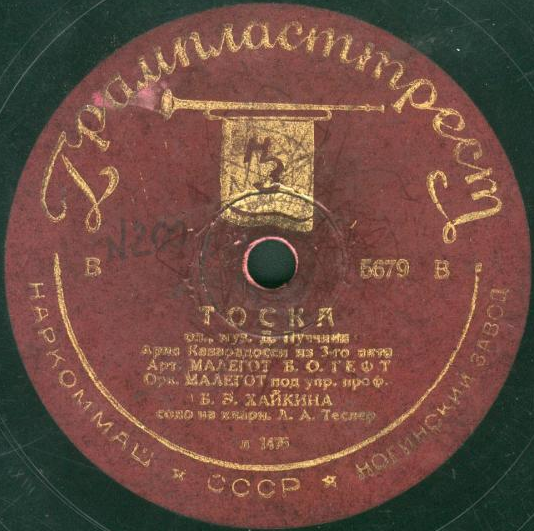 Грампласттрест
В 5679 В
ТОСКА
оп., муз. Д. Пуччини
Ария Каварадосси из 3-го акта
Арт. МАЛЕГОТ Б. О. ГЕФТ
Орк. МАЛЕГОТ под упр. проф.
Б. Э. ХАЙКИНА
соло на кларн. Л. А. Теслер
л 1475
НАРКОММАШ ★ СССР ★ НОГИНСКИЙ ЗАВОД